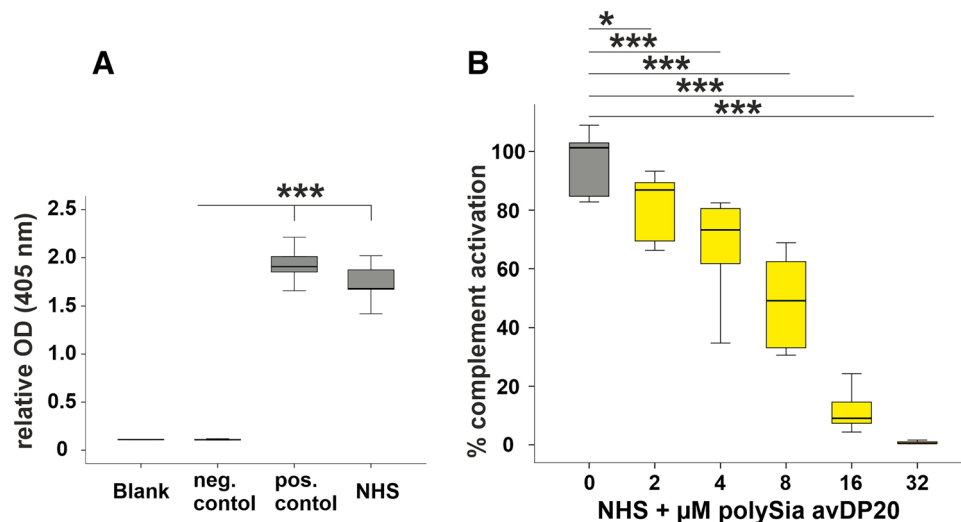 A
***
relative OD (405 nm)
2.5
2.0
1.5
1.0
0.5
0
Blank
neg.
contol
pos.
contol
NHS
B
*
***
***
***
***
% complement activation
100
80
60
40
20
0
0 2 4 8 16 32
NHS + µM polySia avDP20